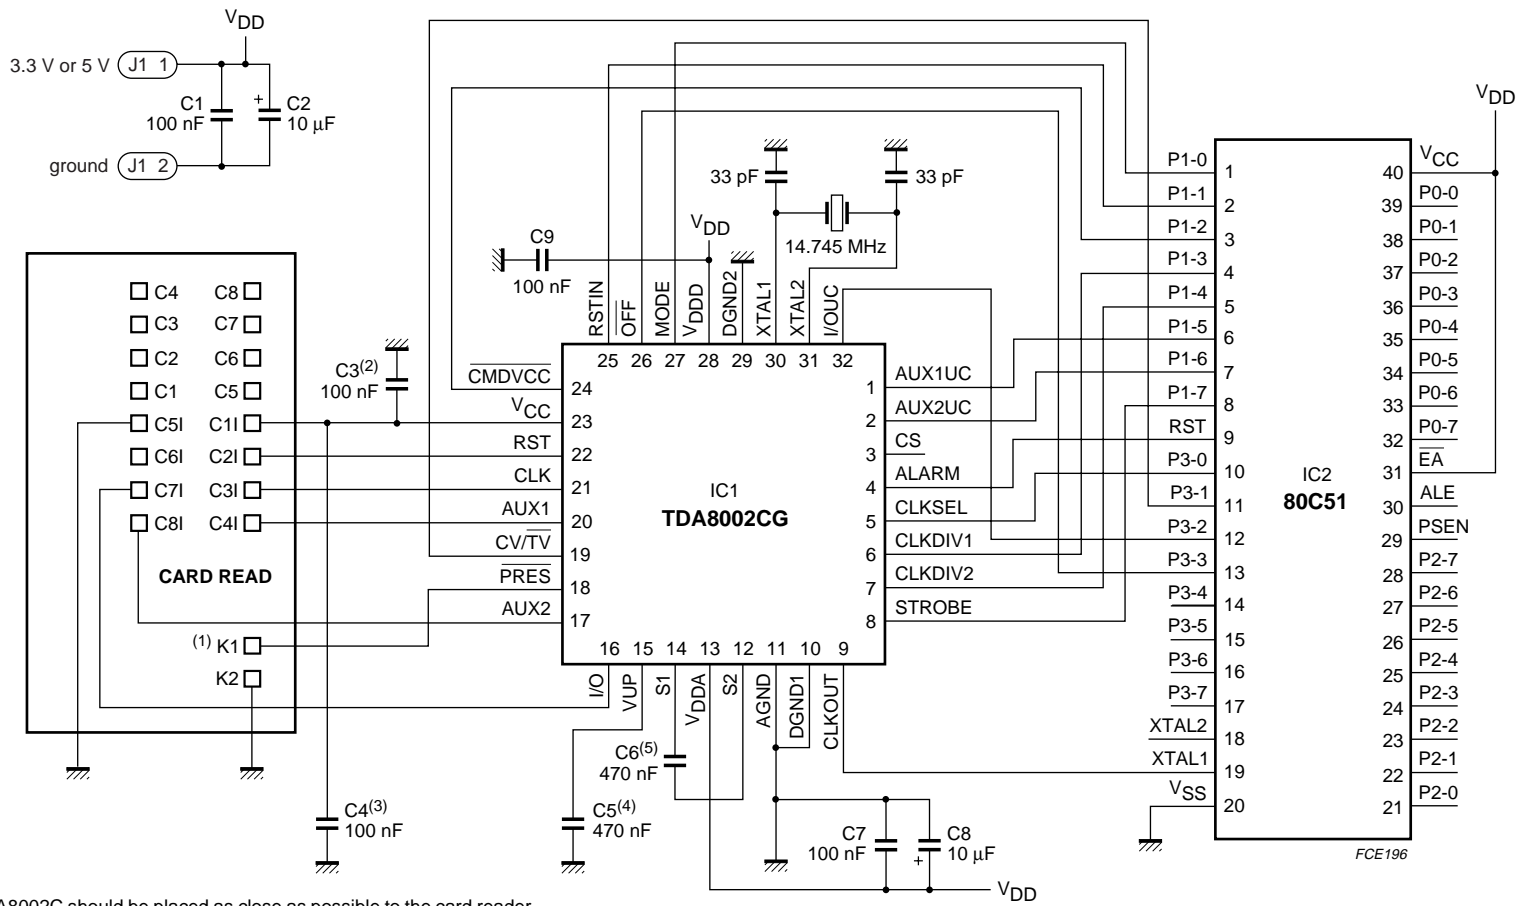 VDD
3.3 V or 5 V J1 1
C1
100 nF
+ C2
10 µF
ground J1 2
C4 C8
C3 C7
C2 C6
C1 C5
C5I C1I
C6I C2I
C7I C3I
C8I C4I
CARD READ
(1) K1
K2
C3(2)
100 nF
C4(3)
100 nF
C9
100 nF
VDD
33 pF
33 pF
14.745 MHz
RSTIN
OFF
MODE
VDDD
DGND2
XTAL1
XTAL2
I/OUC
25 26 27 28 29 30 31 32
CMDVCC 24
VCC 23
RST 22
CLK 21
AUX1 20
CV/TV 19
PRES 18
AUX2 17
IC1
TDA8002CG
1 AUX1UC
2 AUX2UC
3 CS
4 ALARM
5 CLKSEL
6 CLKDIV1
7 CLKDIV2
8 STROBE
16 15 14 13 12 11 10 9
I/O
VUP
S1
VDDA
S2
AGND
DGND1
CLKOUT
C6(5)
470 nF
C5(4)
470 nF
C7
100 nF
C8
+ 10 µF
VDD
VDD
P1-0 1
P1-1 2
P1-2 3
P1-3 4
P1-4 5
P1-5 6
P1-6 7
P1-7 8
RST 9
P3-0 10
P3-1 11
P3-2 12
P3-3 13
P3-4 14
P3-5 15
P3-6 16
P3-7 17
XTAL2 18
XTAL1 19
VSS 20
IC2
80C51
40 VCC
39 P0-0
38 P0-1
37 P0-2
36 P0-3
35 P0-4
34 P0-5
33 P0-6
32 P0-7
31 EA
30 ALE
29 PSEN
28 P2-7
27 P2-6
26 P2-5
25 P2-4
24 P2-3
23 P2-2
22 P2-1
21 P2-0
FCE196
A8002C should be placed as close as possible to the card reader